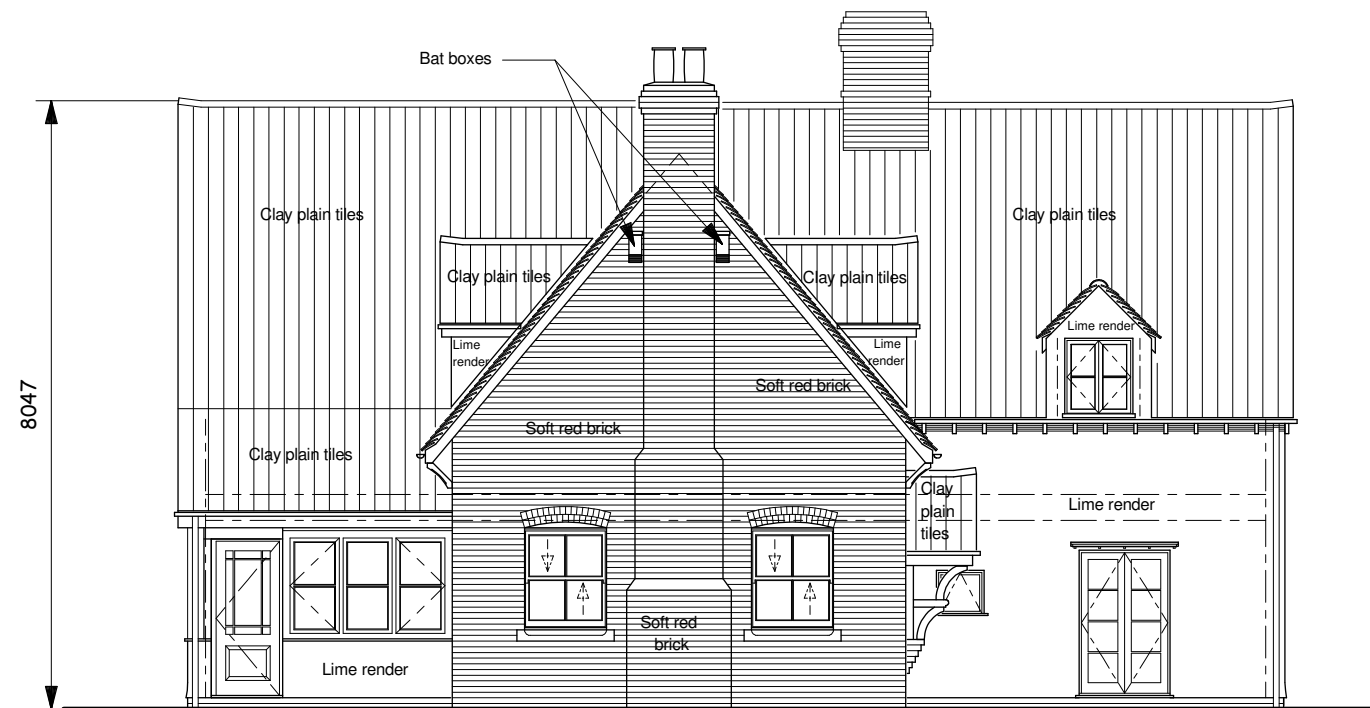 Bat boxes
Clay plain tiles
Clay plain tiles
Clay plain tiles
Clay plain tiles
Lime render
Lime
render
Lime
render
8047
Soft red brick
Soft red brick
Clay plain tiles
Clay
plain
tiles
Lime render
Soft red
brick
Lime render